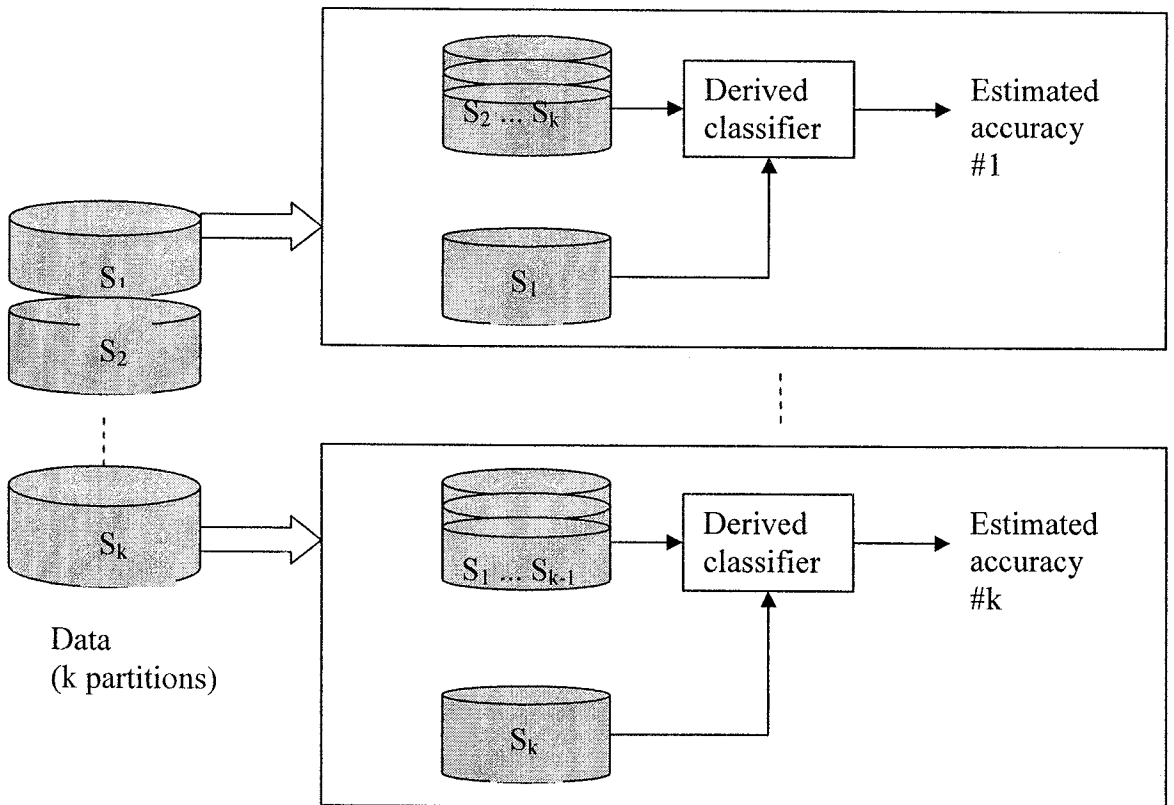 S₂ ... Sₖ
Derived
classifier
Estimated
accuracy
#1
S₁
S₁
S₂
Sₖ
Data
(k partitions)
S₁ ... Sₖ₋₁
Derived
classifier
Estimated
accuracy
#k
Sₖ